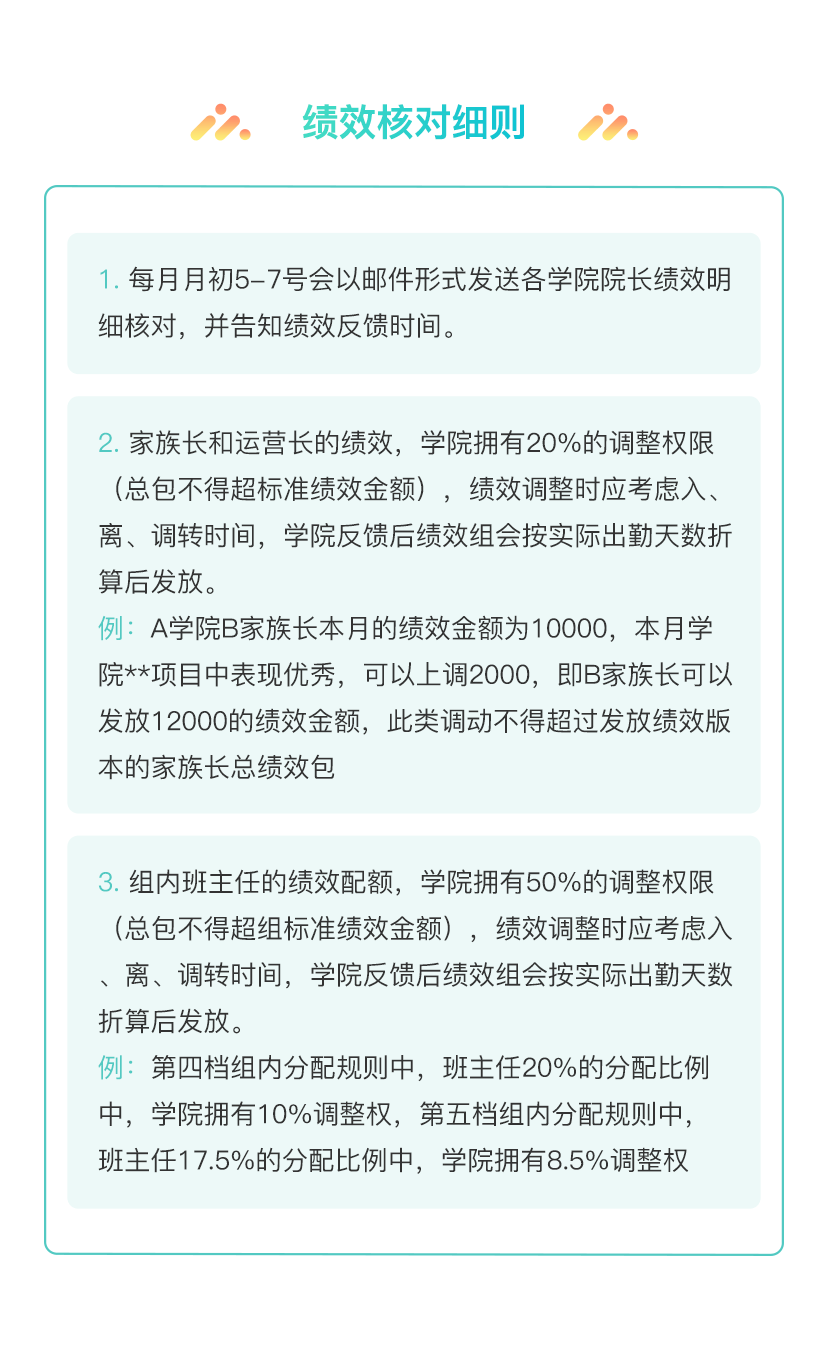 绩效核对细则
1. 每月月初5-7号会以邮件形式发送各学院院长绩效明
细核对，并告知绩效反馈时间。
2. 家族长和运营长的绩效，学院拥有20%的调整权限
（总包不得超标准绩效金额），绩效调整时应考虑入、
离、调转时间，学院反馈后绩效组会按实际出勤天数折
算后发放。
例：A学院B家族长本月的绩效金额为10000，本月学
院**项目中表现优秀，可以上调2000，即B家族长可以
发放12000的绩效金额，此类调动不得超过发放绩效版
本的家族长总绩效包
3. 组内班主任的绩效配额，学院拥有50%的调整权限
（总包不得超组标准绩效金额），绩效调整时应考虑入
、离、调转时间，学院反馈后绩效组会按实际出勤天数
折算后发放。
例：第四档组内分配规则中，班主任20%的分配比例
中，学院拥有10%调整权，第五档组内分配规则中，
班主任17.5%的分配比例中，学院拥有8.5%调整权